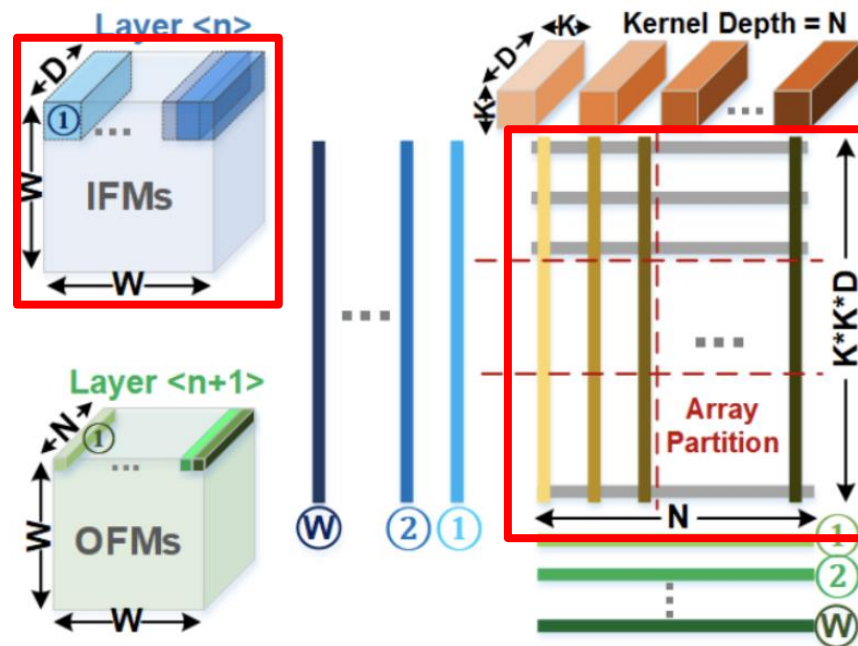 Layer <n>
D
①
...
W
IFMs
W
Layer <n+1>
N
①
...
W
OFMs
W
...
W
2
1
K
Kernel Depth = N
D
K
...
K*K*D
...
Array
Partition
N
1
2
W